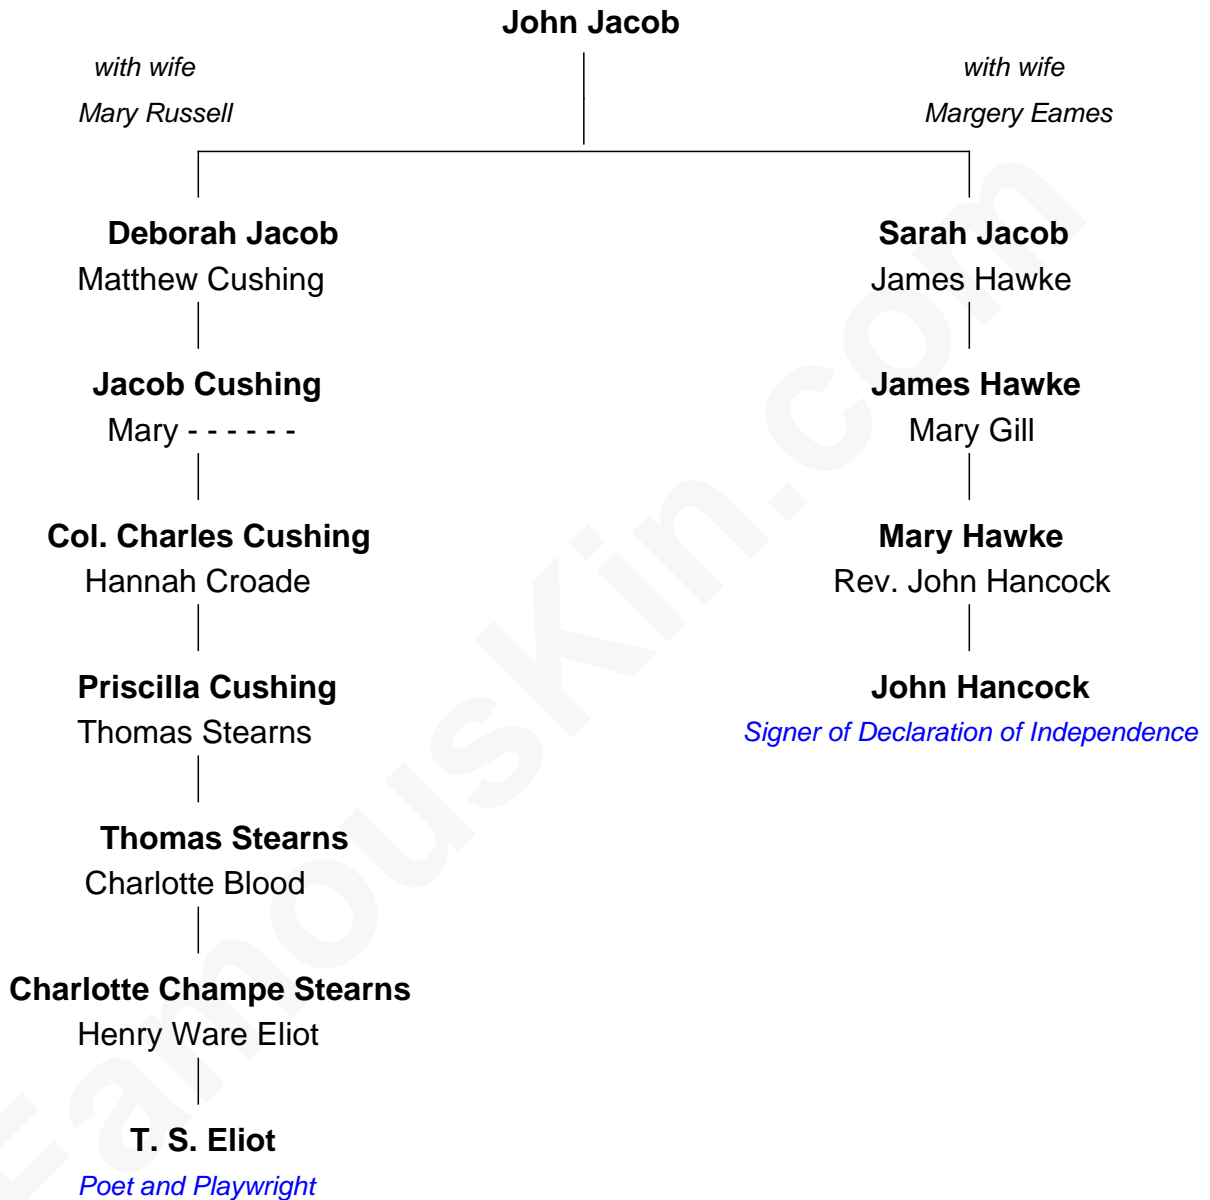 John Jacob
with wife
Mary Russell
with wife
Margery Eames
Deborah Jacob
Matthew Cushing
Sarah Jacob
James Hawke
Jacob Cushing
Mary - - - - - -
James Hawke
Mary Gill
Col. Charles Cushing
Hannah Croade
Mary Hawke
Rev. John Hancock
Priscilla Cushing
Thomas Stearns
John Hancock
Signer of Declaration of Independence
Thomas Stearns
Charlotte Blood
Charlotte Champe Stearns
Henry Ware Eliot
T. S. Eliot
Poet and Playwright
FamousKin.com